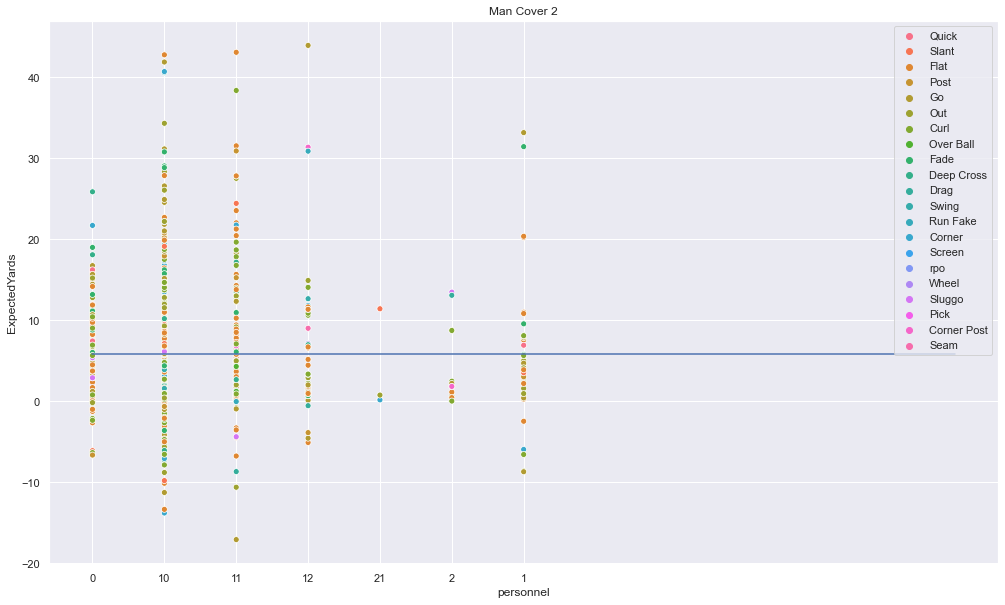 Man Cover 2
ExpectedYards
40
30
20
10
0
−10
−20
0 10 11 12 21 2 1
personnel
Quick
Slant
Flat
Post
Go
Out
Curl
Over Ball
Fade
Deep Cross
Drag
Swing
Run Fake
Corner
Screen
rpo
Wheel
Sluggo
Pick
Corner Post
Seam